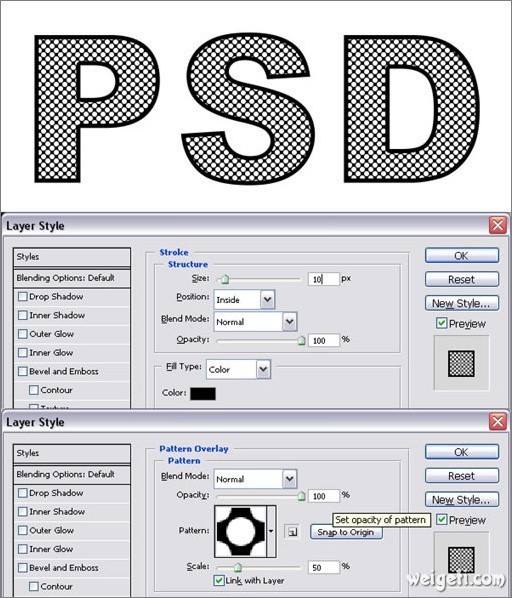 PSD
Layer Style
Styles
Blending Options: Default
Drop Shadow
Inner Shadow
Outer Glow
Inner Glow
Bevel and Emboss
Contour
Texture
Stroke
Structure
Size: 10 px
Position: Inside
Blend Mode: Normal
Opacity: 100 %
Fill Type: Color
Color:
OK
Reset
New Style...
Preview
Layer Style
Styles
Blending Options: Default
Drop Shadow
Inner Shadow
Outer Glow
Inner Glow
Bevel and Emboss
Contour
Pattern Overlay
Pattern
Blend Mode: Normal
Opacity: 100 %
Set opacity of pattern
Pattern:
Snap to Origin
Scale: 50 %
Link with Layer
OK
Reset
New Style...
Preview
weigeti.com